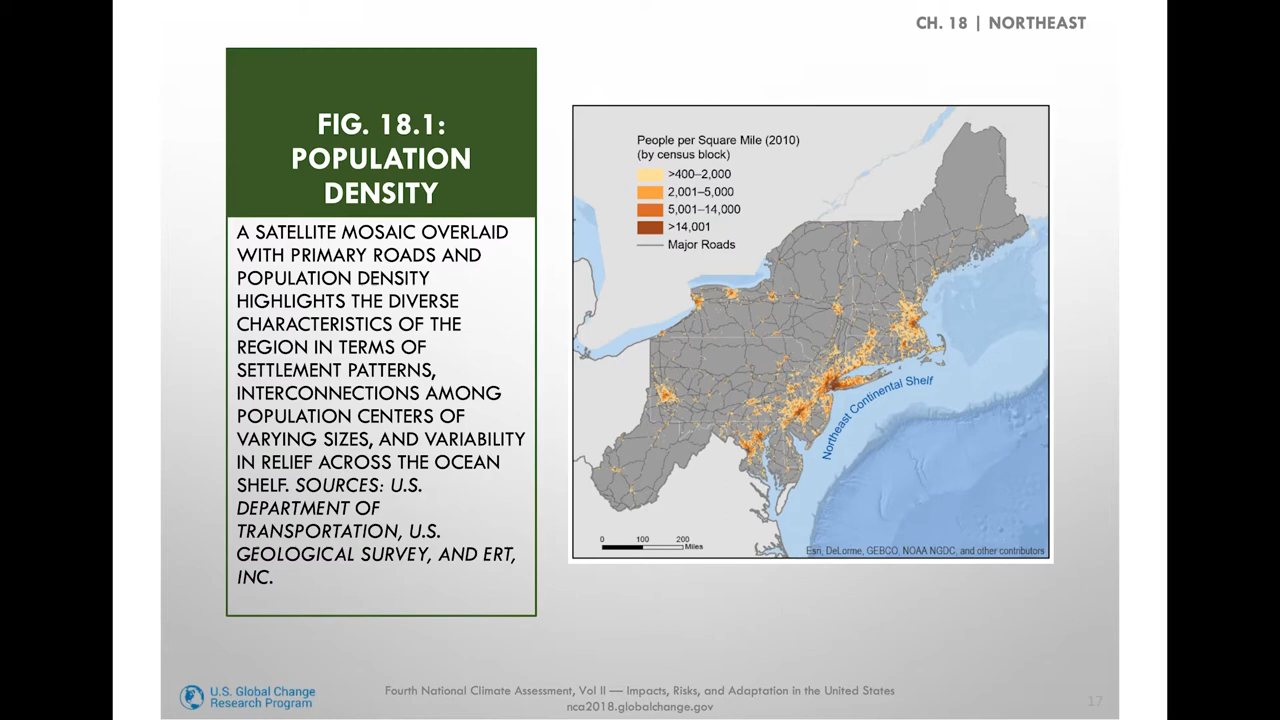 CH. 18 | NORTHEAST
FIG. 18.1:
POPULATION
DENSITY
A SATELLITE MOSAIC OVERLAID
WITH PRIMARY ROADS AND
POPULATION DENSITY
HIGHLIGHTS THE DIVERSE
CHARACTERISTICS OF THE
REGION IN TERMS OF
SETTLEMENT PATTERNS,
INTERCONNECTIONS AMONG
POPULATION CENTERS OF
VARYING SIZES, AND VARIABILITY
IN RELIEF ACROSS THE OCEAN
SHELF. SOURCES: U.S.
DEPARTMENT OF
TRANSPORTATION, U.S.
GEOLOGICAL SURVEY, AND ERT,
INC.
People per Square Mile (2010)
(by census block)
>400–2,000
2,001–5,000
5,001–14,000
>14,001
Major Roads
Northeast Continental Shelf
0 100 200
Miles
Esri, DeLorme, GEBCO, NOAA NGDC, and other contributors
U.S. Global Change
Research Program
Fourth National Climate Assessment, Vol II — Impacts, Risks, and Adaptation in the United States
nca2018.globalchange.gov
17